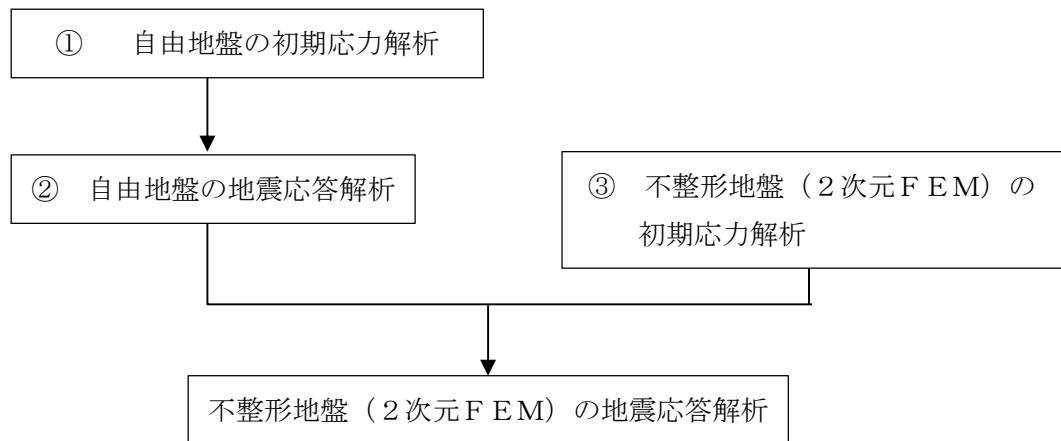 ① 自由地盤の初期応力解析
② 自由地盤の地震応答解析
③ 不整形地盤（２次元ＦＥＭ）の
初期応力解析
不整形地盤（２次元ＦＥＭ）の地震応答解析